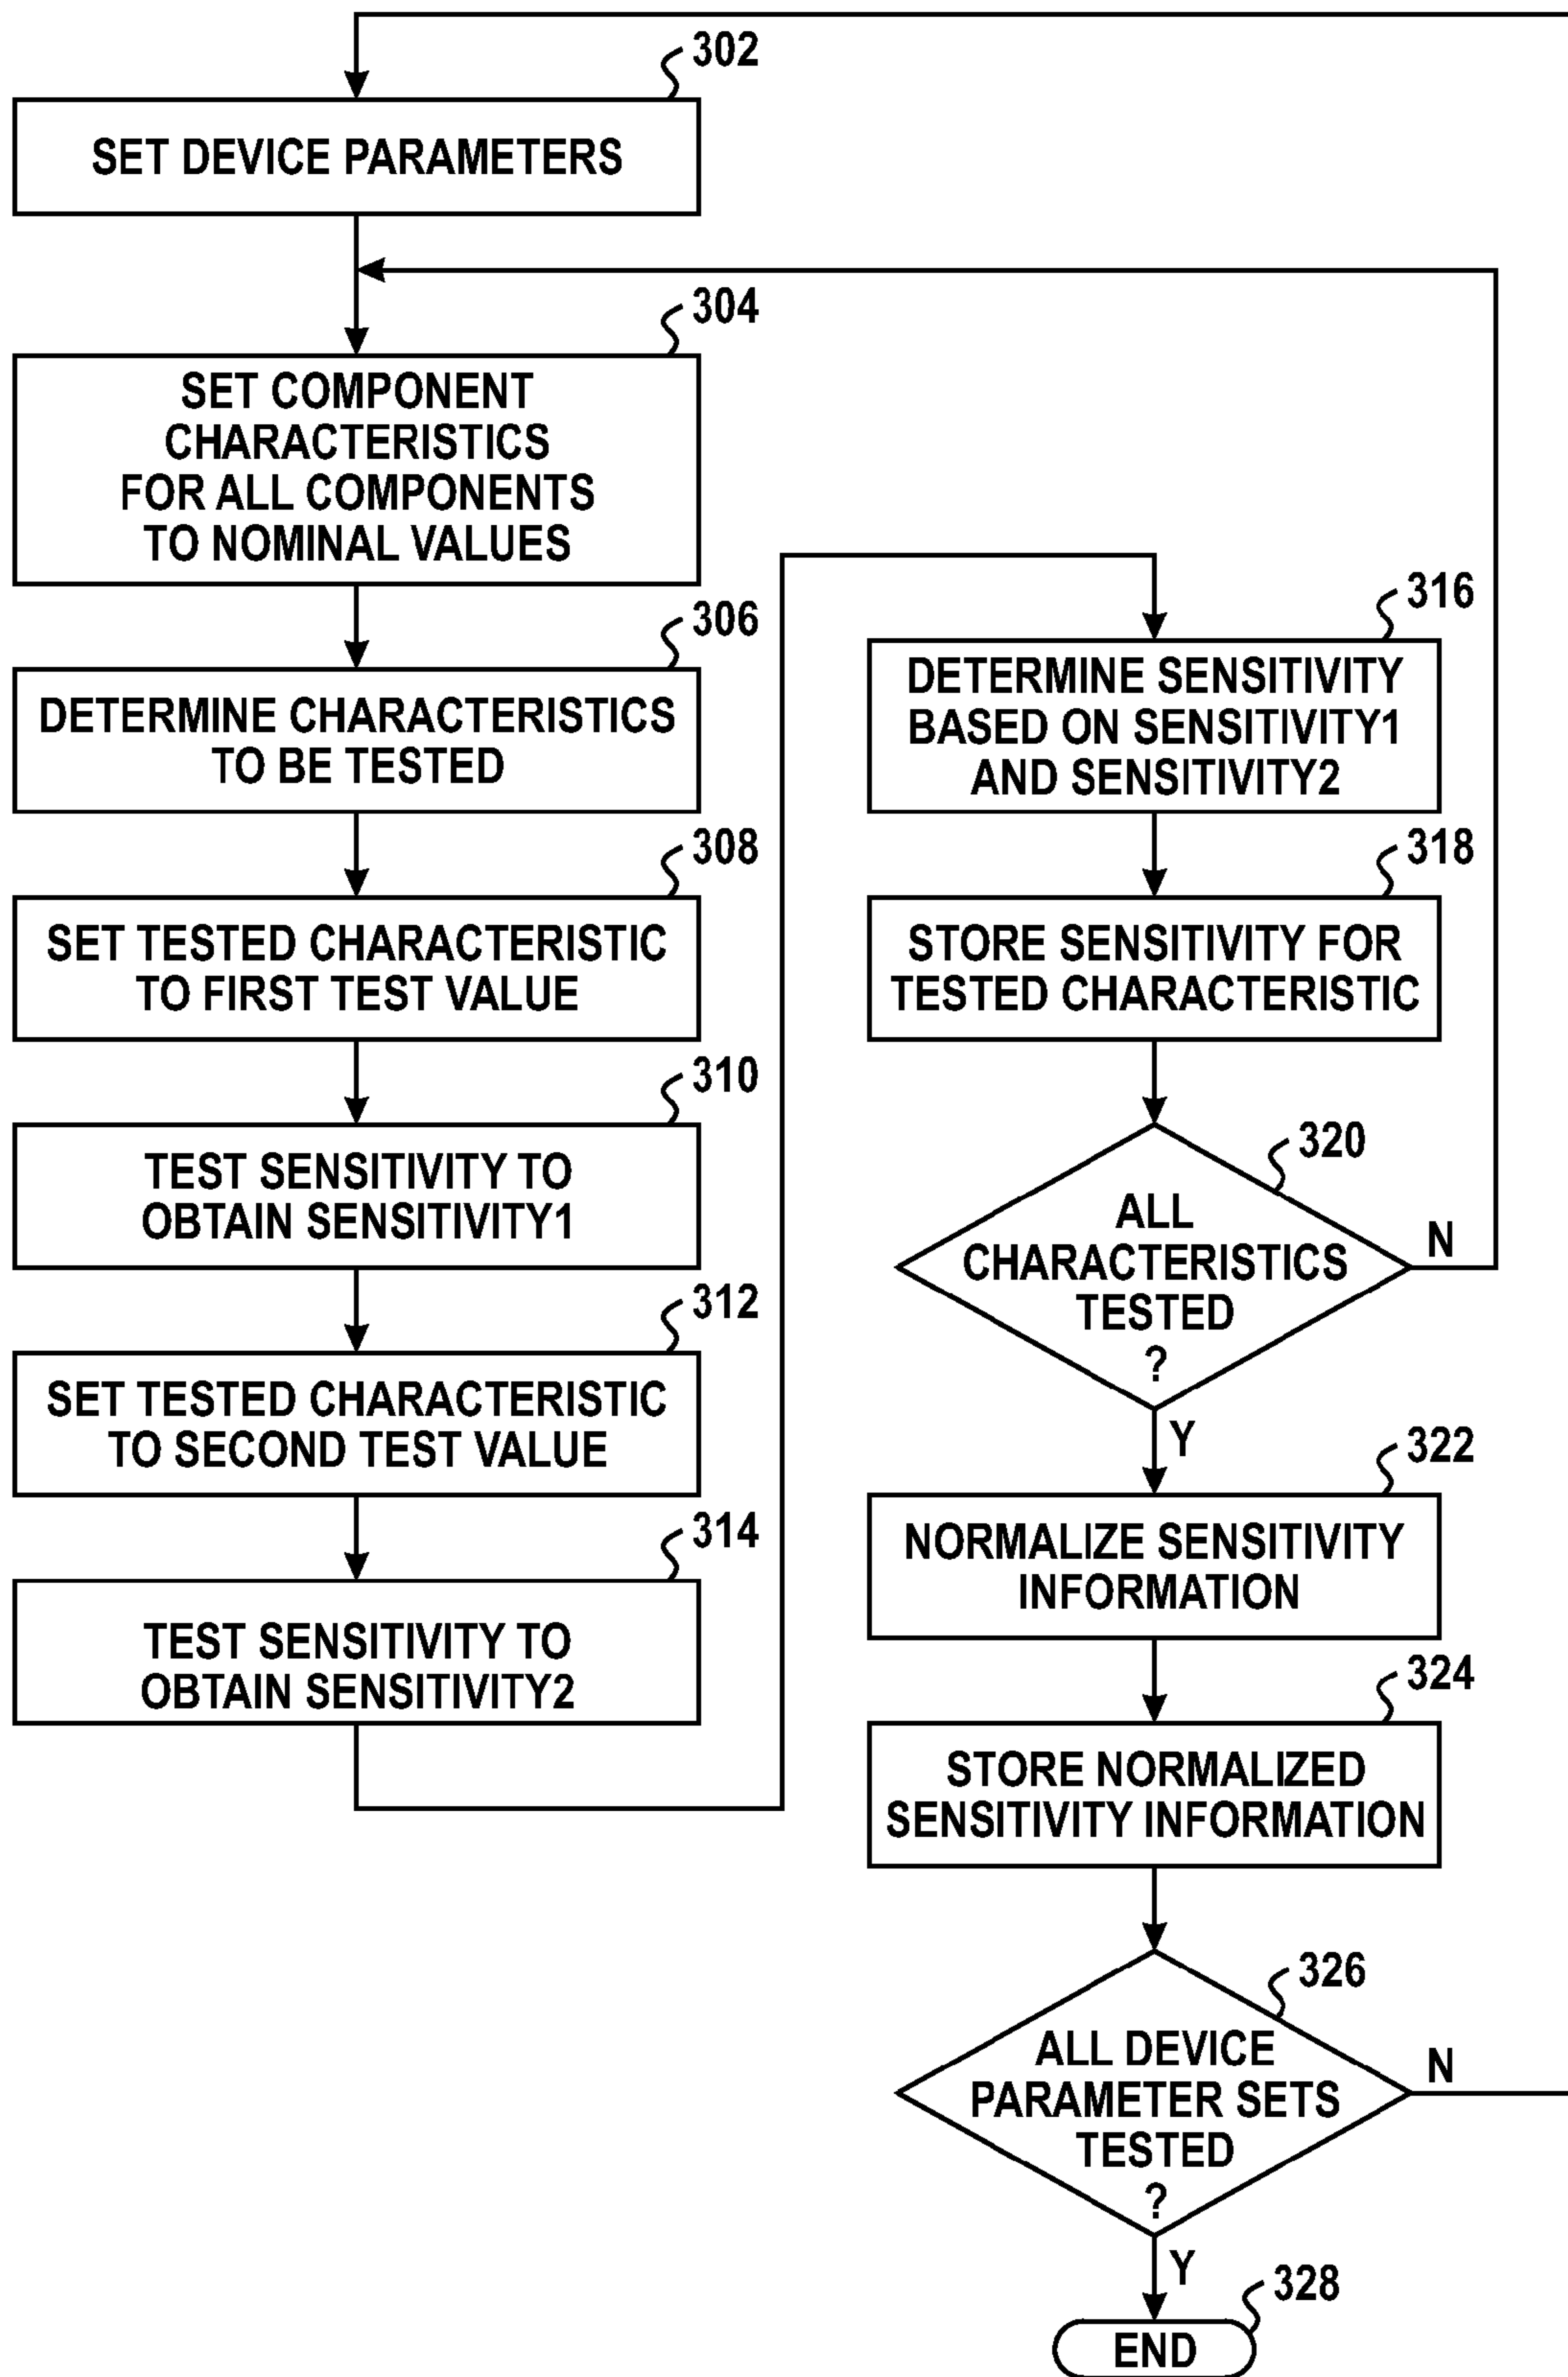 302
SET DEVICE PARAMETERS
304
SET COMPONENT
CHARACTERISTICS
FOR ALL COMPONENTS
TO NOMINAL VALUES
306
DETERMINE CHARACTERISTICS
TO BE TESTED
308
SET TESTED CHARACTERISTIC
TO FIRST TEST VALUE
310
TEST SENSITIVITY TO
OBTAIN SENSITIVITY1
312
SET TESTED CHARACTERISTIC
TO SECOND TEST VALUE
314
TEST SENSITIVITY TO
OBTAIN SENSITIVITY2
316
DETERMINE SENSITIVITY
BASED ON SENSITIVITY1
AND SENSITIVITY2
318
STORE SENSITIVITY FOR
TESTED CHARACTERISTIC
320
ALL
CHARACTERISTICS
TESTED
?
N
Y
322
NORMALIZE SENSITIVITY
INFORMATION
324
STORE NORMALIZED
SENSITIVITY INFORMATION
326
ALL DEVICE
PARAMETER SETS
TESTED
?
N
Y
328
END